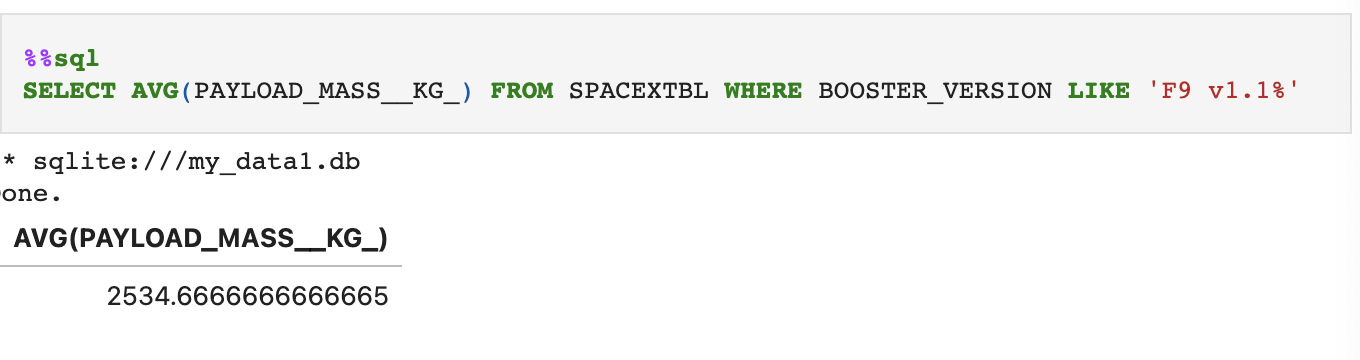 %%sql
SELECT AVG(PAYLOAD_MASS__KG_) FROM SPACEXTBL WHERE BOOSTER_VERSION LIKE 'F9 v1.1%'
* sqlite:///my_data1.db
one.
AVG(PAYLOAD_MASS__KG_)
2534.6666666666665